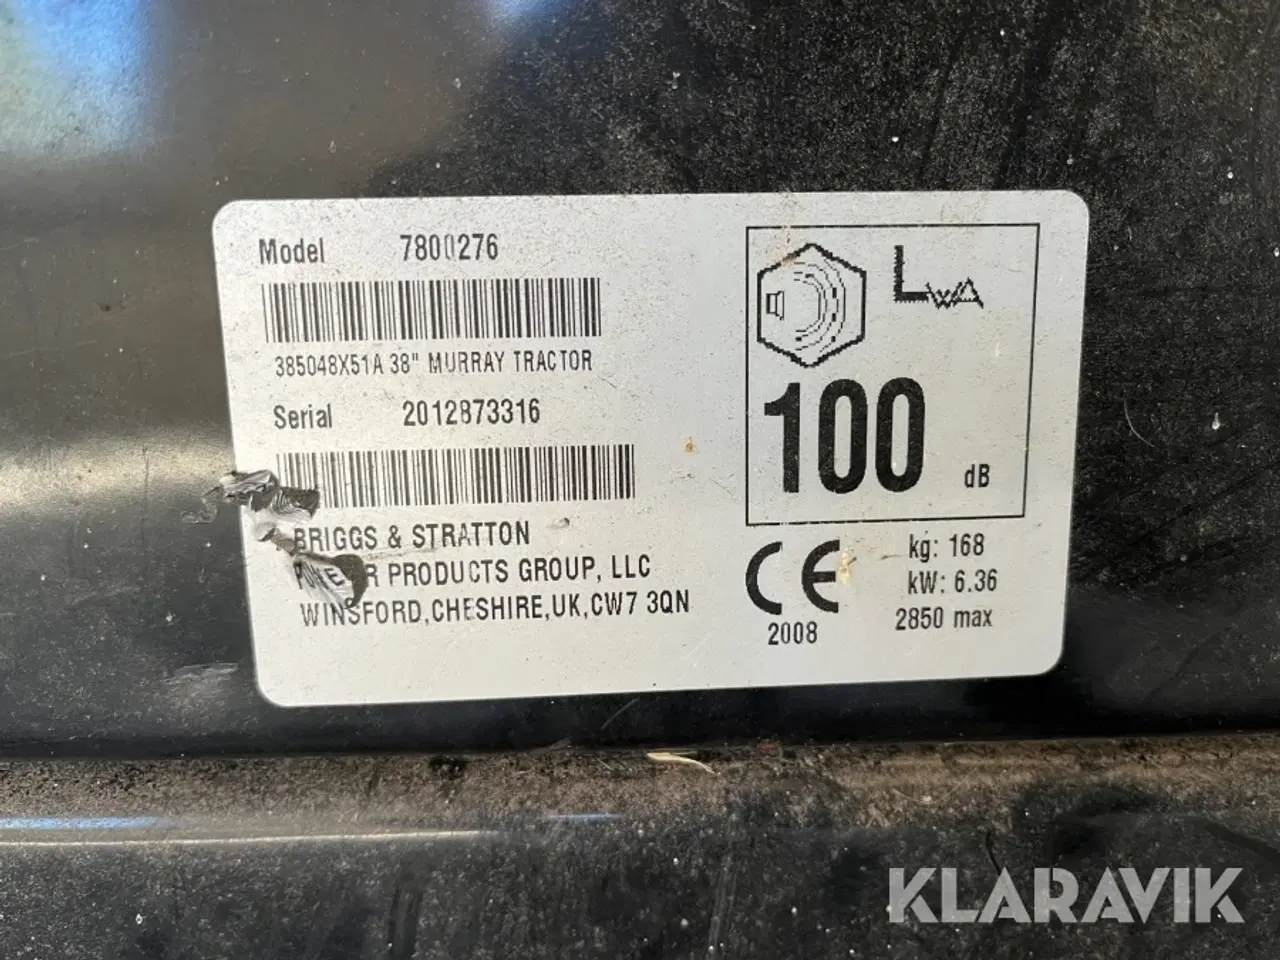 Model 7800276
385048X51A 38" MURRAY TRACTOR
Serial 2012873316
BRIGGS & STRATTON
PRODUCTS GROUP, LLC
WINSFORD,CHESHIRE,UK,CW7 3QN
LWA
100
dB
CE
2008
kg: 168
kW: 6.36
2850 max
KLARAVIK